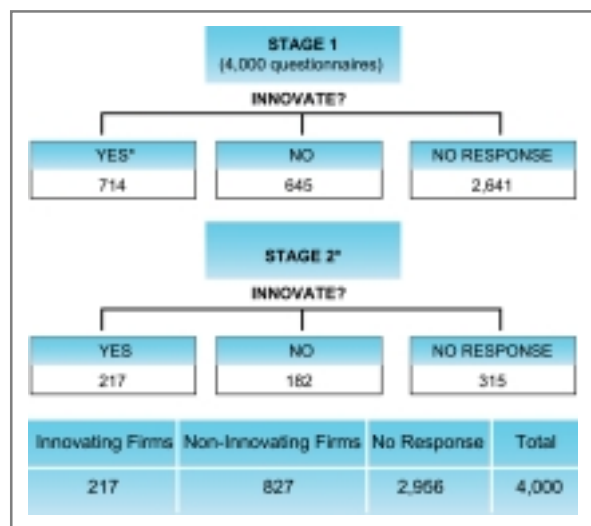 STAGE 1
(4,000 questionnaires)
INNOVATE?
YES* NO NO RESPONSE
714 645 2,641
STAGE 2*
INNOVATE?
YES NO NO RESPONSE
217 182 315
Innovating Firms Non-Innovating Firms No Response Total
217 827 2,956 4,000